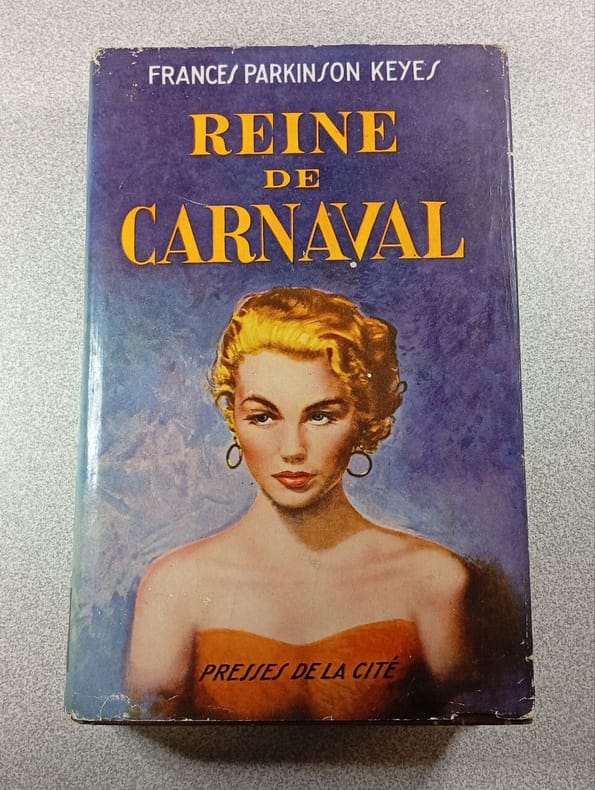 FRANCES PARKINSON KEYES
REINE
DE
CARNAVAL
PRESSES DE LA CITÉ